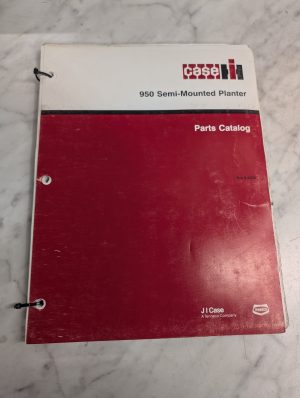 case IH
950 Semi-Mounted Planter
Parts Catalog
J I Case
A Tenneco Company